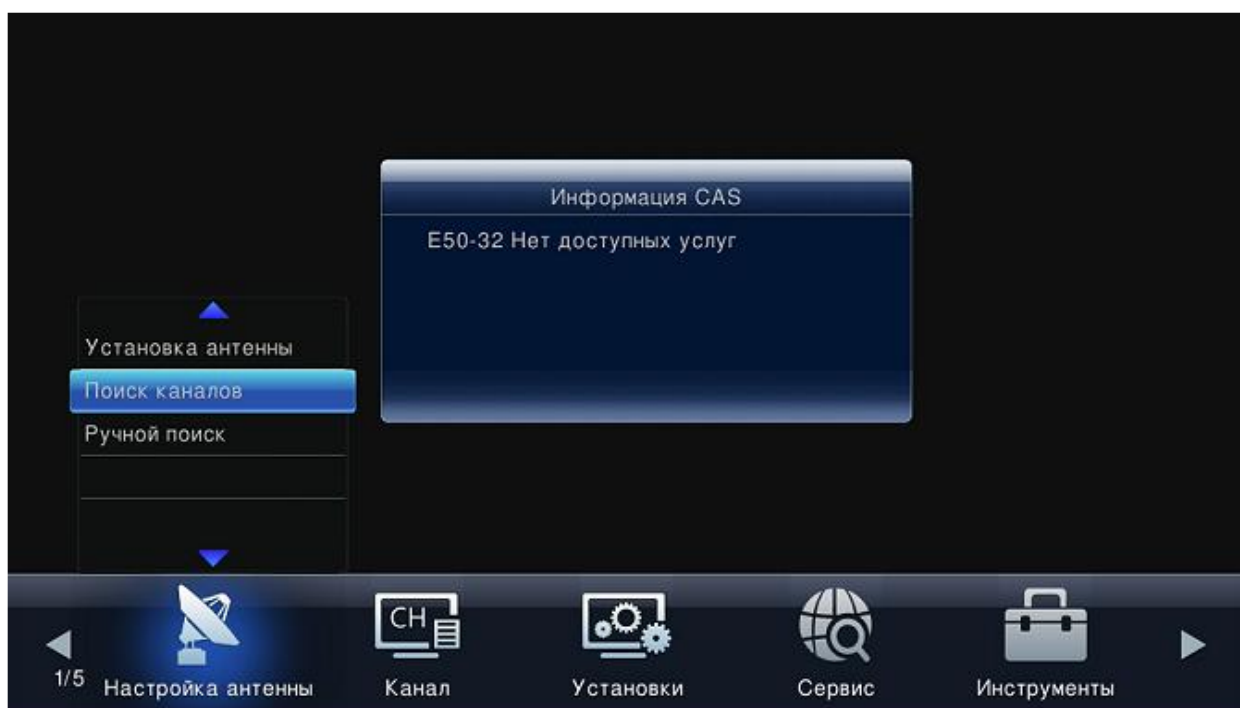 Информация CAS
E50-32 Нет доступных услуг
Установка антенны
Поиск каналов
Ручной поиск
CH
1/5
Настройка антенны
Канал
Установки
Сервис
Инструменты